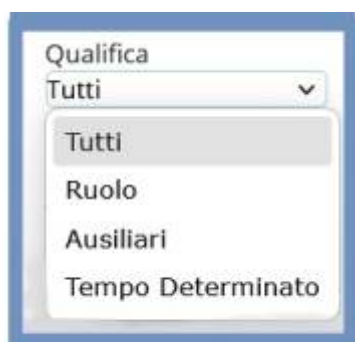 Qualifica
Tutti
Tutti
Ruolo
Ausiliari
Tempo Determinato